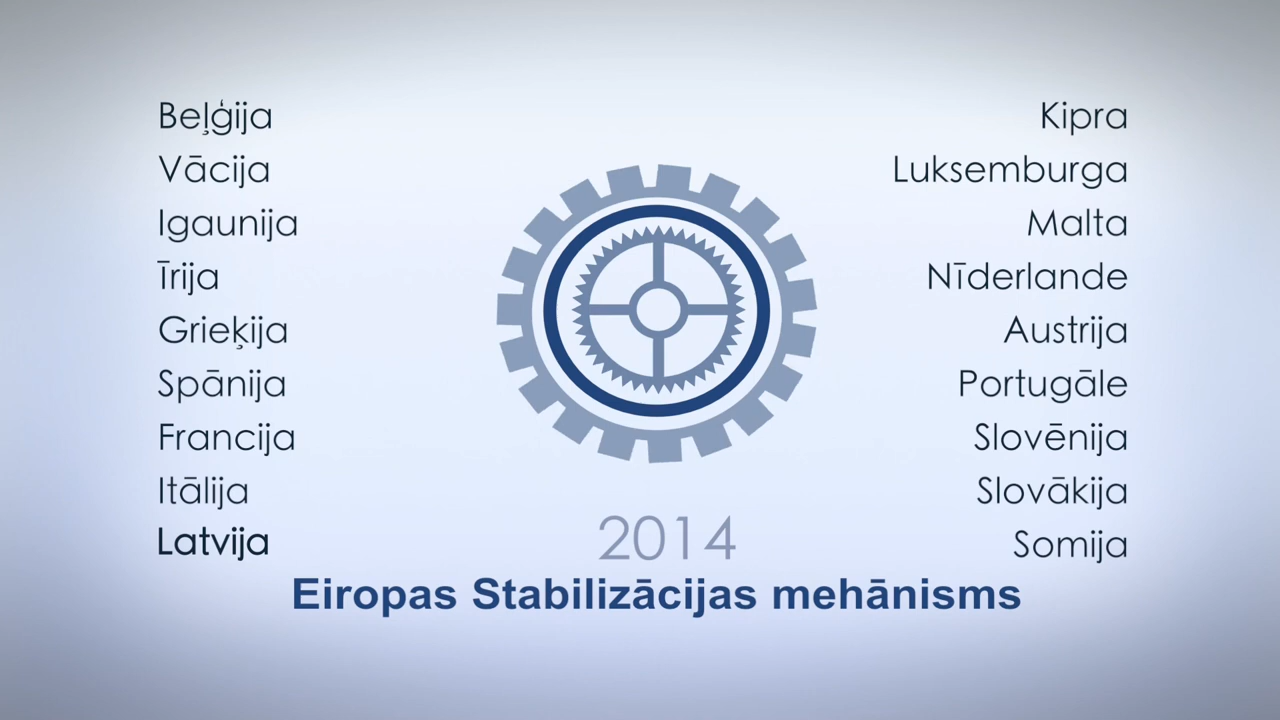 Beļģija
Vācija
Igaunija
Īrija
Grieķija
Spānija
Francija
Itālija
Latvija
Kipra
Luksemburga
Malta
Nīderlande
Austrija
Portugāle
Slovēnija
Slovākija
Somija
2014
Eiropas Stabilizācijas mehānisms